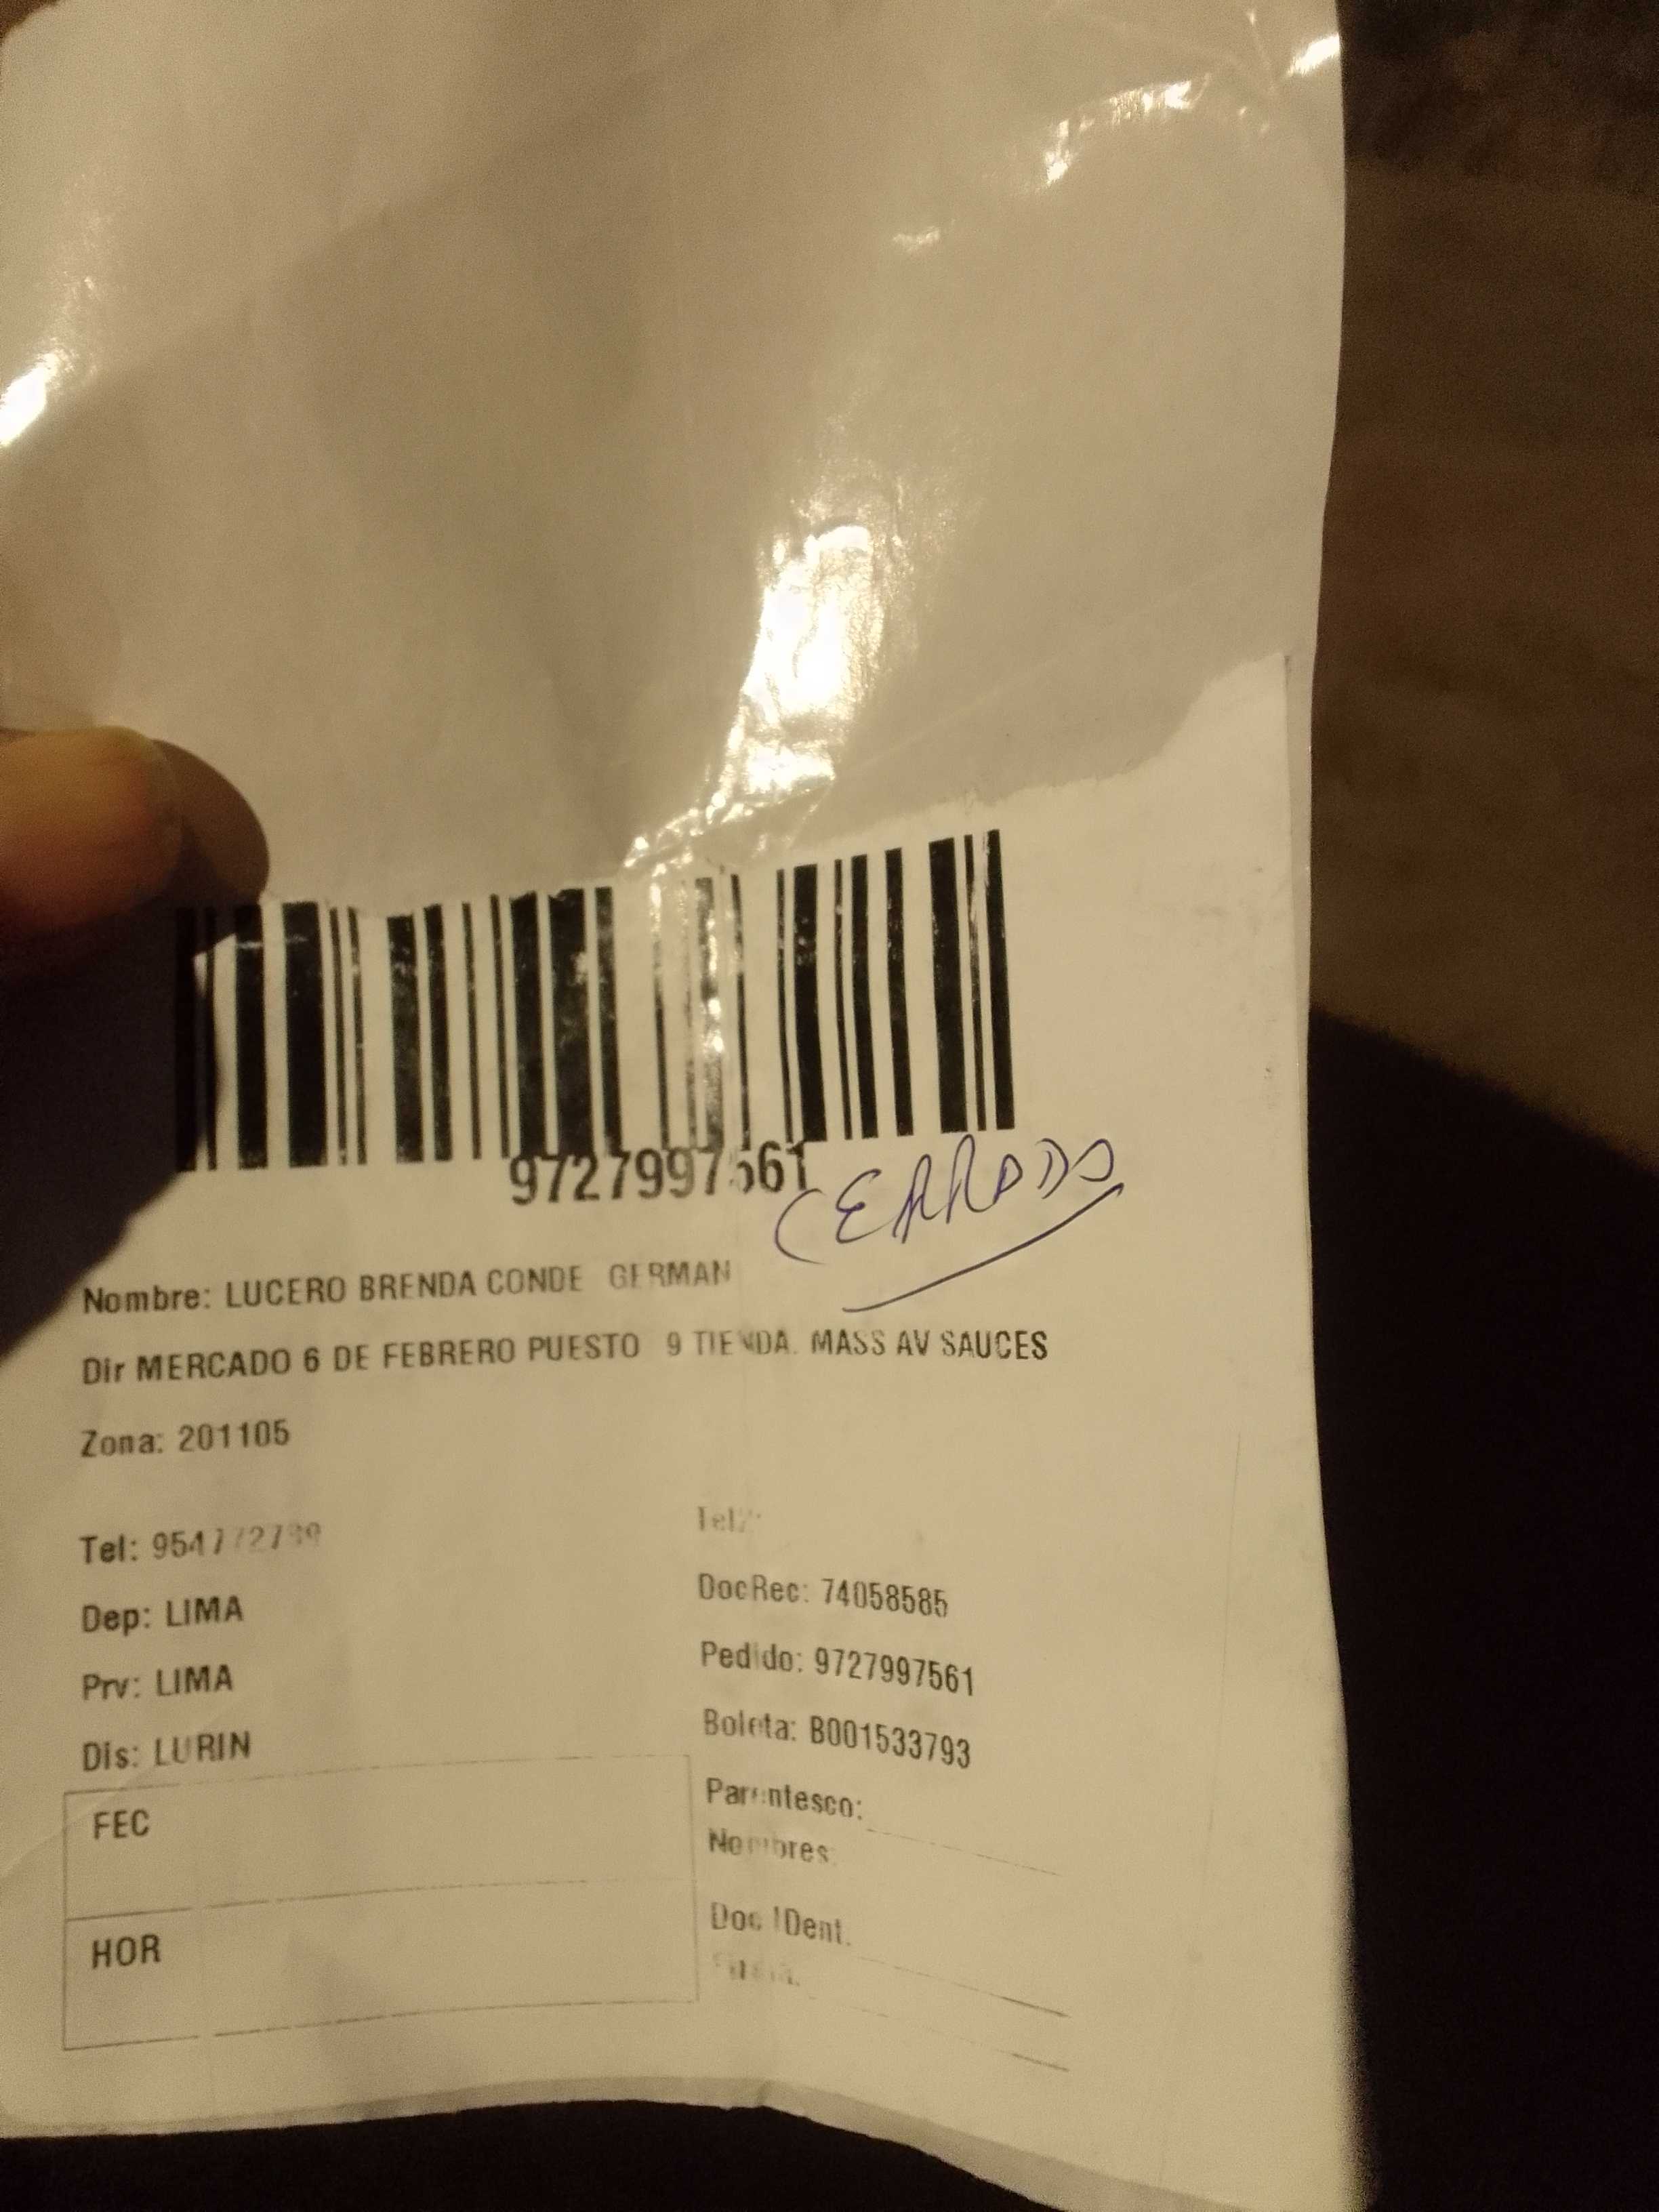 9727997561
CERRADO
Nombre: LUCERO BRENDA CONDE GERMAN
Dir MERCADO 6 DE FEBRERO PUESTO 9 TIENDA. MASS AV SAUCES
Zona: 201105
Tel:
Tel2:
Dep: LIMA
DocRec: 74058585
Prv: LIMA
Pedido: 9727997561
Dis: LURIN
Boleta: B001533793
FEC
Parentesco:
Nombres:
HOR
Doc IDent.